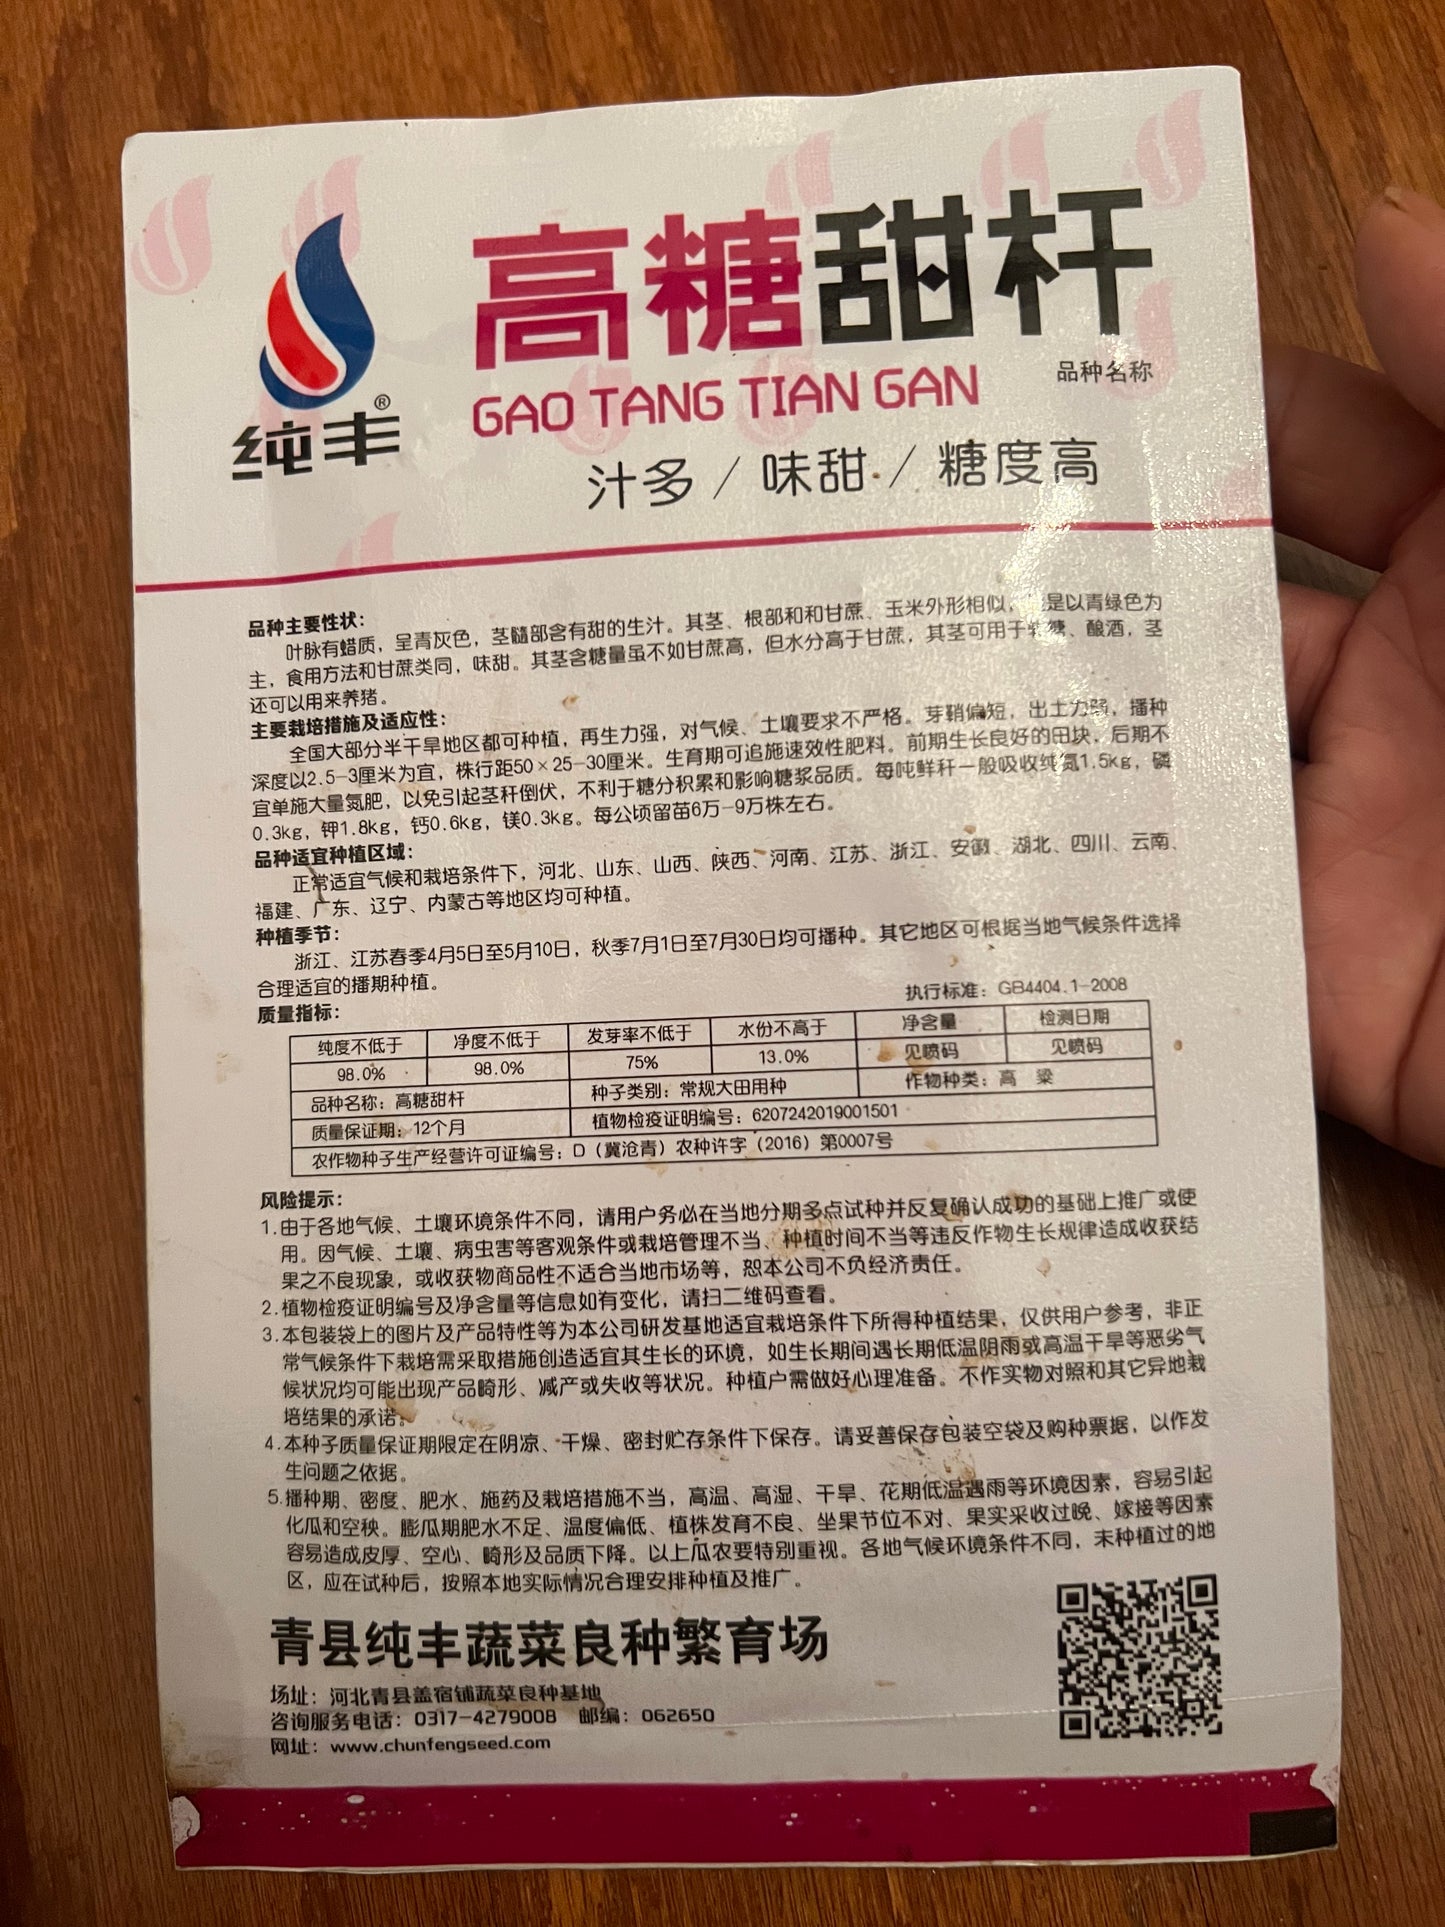 纯丰®
高糖甜杆
GAO TANG TIAN GAN
品种名称
汁多 / 味甜 / 糖度高
品种主要性状:
叶脉有蜡质，呈青灰色，茎髓部含有甜的生汁。其茎、根部和和甘蔗、玉米外形相似，是以青绿色为
主，食用方法和甘蔗类同，味甜。其茎含糖量虽不如甘蔗高，但水分高于甘蔗，其茎可用于糖、酿酒，茎
还可以用来养猪。
主要栽培措施及适应性:
全国大部分半干旱地区都可种植，再生力强，对气候、土壤要求不严格。芽鞘偏短，出土力弱，播种
深度以2.5-3厘米为宜，株行距50×25-30厘米。生育期可追施速效性肥料。前期生长良好的田块，后期不
宜单施大量氮肥，以免引起茎秆倒伏，不利于糖分积累和影响糖浆品质。每吨鲜秆一般吸收纯氮1.5kg，磷
0.3kg，钾1.8kg，钙0.6kg，镁0.3kg。每公顷留苗6万-9万株左右。
品种适宜种植区域:
正常适宜气候和栽培条件下，河北、山东、山西、陕西、河南、江苏、浙江、安徽、湖北、四川、云南、
福建、广东、辽宁、内蒙古等地区均可种植。
种植季节:
浙江、江苏春季4月5日至5月10日，秋季7月1日至7月30日均可播种。其它地区可根据当地气候条件选择
合理适宜的播期种植。
质量指标:
执行标准: GB4404.1-2008
纯度不低于 净度不低于 发芽率不低于 水份不高于 净含量 检测日期
98.0% 98.0% 75% 13.0% 见喷码 见喷码
品种名称: 高糖甜杆 种子类别: 常规大田用种 作物种类: 高 粱
质量保证期: 12个月 植物检疫证明编号: 6207242019001501
农作物种子生产经营许可证编号: D（冀沧青）农种许字（2016）第0007号
风险提示:
1.由于各地气候、土壤环境条件不同，请用户务必在当地分期多点试种并反复确认成功的基础上推广或使
用。因气候、土壤、病虫害等客观条件或栽培管理不当、种植时间不当等违反作物生长规律造成收获结
果之不良现象，或收获物商品性不适合当地市场等，恕本公司不负经济责任。
2.植物检疫证明编号及净含量等信息如有变化，请扫二维码查看。
3.本包装袋上的图片及产品特性等为本公司研发基地适宜栽培条件下所得种植结果，仅供用户参考，非正
常气候条件下栽培需采取措施创造适宜其生长的环境，如生长期间遇长期低温阴雨或高温干旱等恶劣气
候状况均可能出现产品畸形、减产或失收等状况。种植户需做好心理准备。不作实物对照和其它异地栽
培结果的承诺。
4.本种子质量保证期限定在阴凉、干燥、密封贮存条件下保存。请妥善保存包装空袋及购种票据，以作发
生问题之依据。
5.播种期、密度、肥水、施药及栽培措施不当，高温、高湿、干旱、花期低温遇雨等环境因素，容易引起
化瓜和空秧。膨瓜期肥水不足、温度偏低、植株发育不良、坐果节位不对、果实采收过晚、嫁接等因素
容易造成皮厚、空心、畸形及品质下降。以上瓜农要特别重视。各地气候环境条件不同，未种植过的地
区，应在试种后，按照本地实际情况合理安排种植及推广。
青县纯丰蔬菜良种繁育场
场址: 河北青县盖宿铺蔬菜良种基地
咨询服务电话: 0317-4279008 邮编: 062650
网址: www.chunfengseed.com